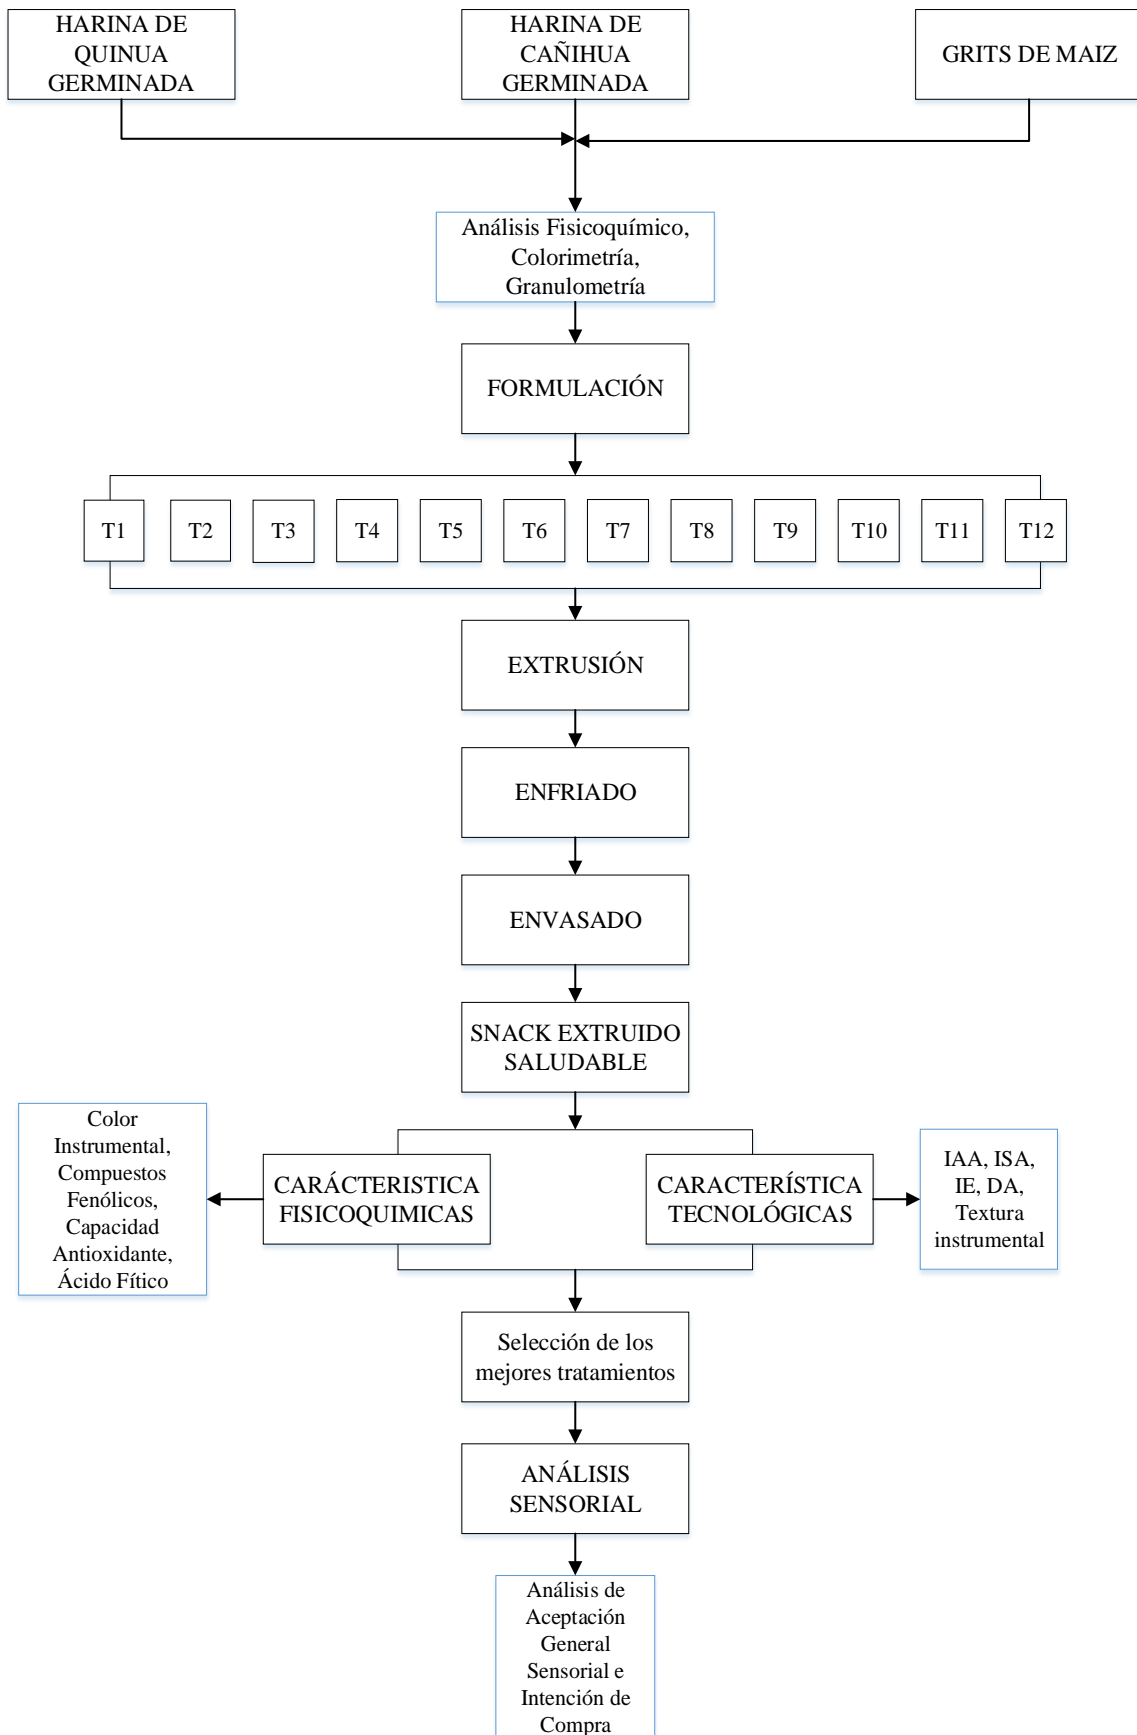 HARINA DE
QUINUA
GERMINADA
HARINA DE
CAÑIHUA
GERMINADA
GRITS DE MAIZ
Análisis Fisicoquímico,
Colorimetría,
Granulometría
FORMULACIÓN
T1
T2
T3
T4
T5
T6
T7
T8
T9
T10
T11
T12
EXTRUSIÓN
ENFRIADO
ENVASADO
SNACK EXTRUIDO
SALUDABLE
Color
Instrumental,
Compuestos
Fenólicos,
Capacidad
Antioxidante,
Ácido Fítico
CARÁCTERISTICA
FISICOQUIMICAS
CARACTERÍSTICA
TECNOLÓGICAS
IAA, ISA,
IE, DA,
Textura
instrumental
Selección de los
mejores tratamientos
ANÁLISIS
SENSORIAL
Análisis de
Aceptación
General
Sensorial e
Intención de
Compra